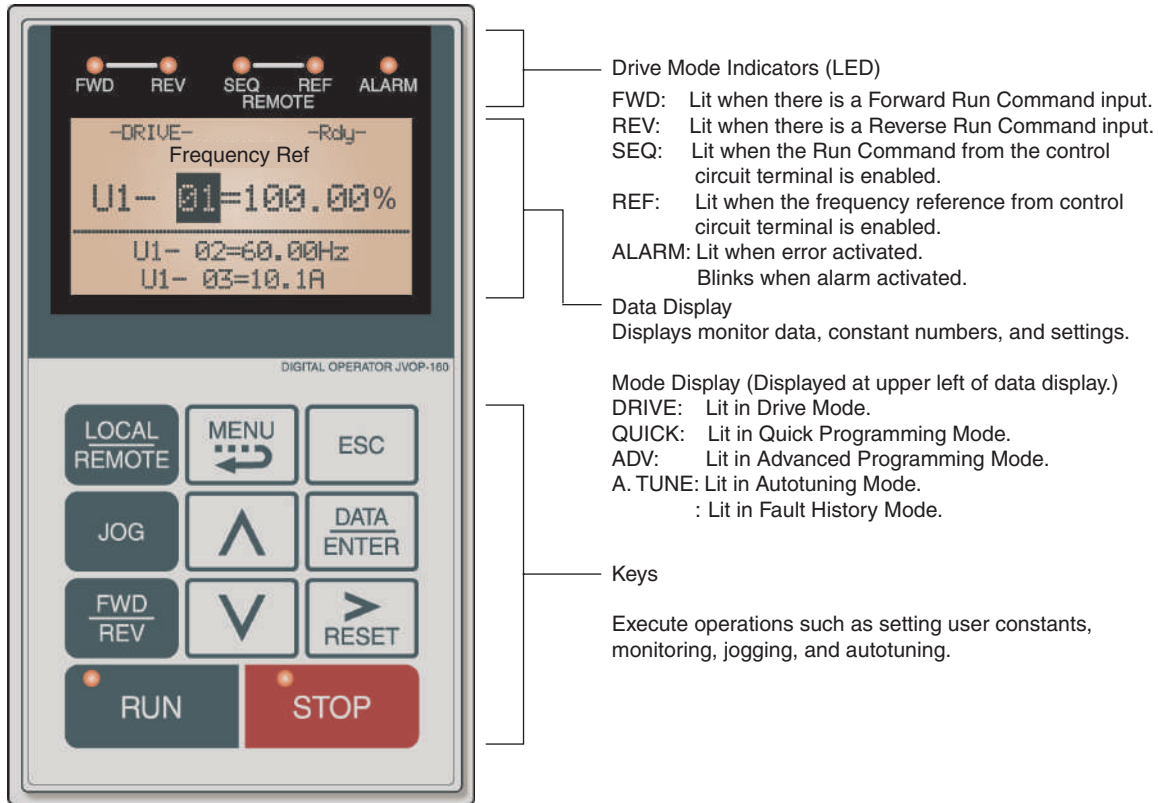 FWD REV SEQ REF ALARM
REMOTE
-DRIVE- -Rdy-
Frequency Ref
U1- 01=100.00%
U1- 02=60.00Hz
U1- 03=10.1A
DIGITAL OPERATOR JVOP-160
LOCAL
REMOTE
MENU
ESC
JOG
DATA
ENTER
FWD
REV
>
RESET
RUN
STOP
Drive Mode Indicators (LED)
FWD: Lit when there is a Forward Run Command input.
REV: Lit when there is a Reverse Run Command input.
SEQ: Lit when the Run Command from the control
circuit terminal is enabled.
REF: Lit when the frequency reference from control
circuit terminal is enabled.
ALARM: Lit when error activated.
Blinks when alarm activated.
Data Display
Displays monitor data, constant numbers, and settings.
Mode Display (Displayed at upper left of data display.)
DRIVE: Lit in Drive Mode.
QUICK: Lit in Quick Programming Mode.
ADV: Lit in Advanced Programming Mode.
A. TUNE: Lit in Autotuning Mode.
: Lit in Fault History Mode.
Keys
Execute operations such as setting user constants,
monitoring, jogging, and autotuning.